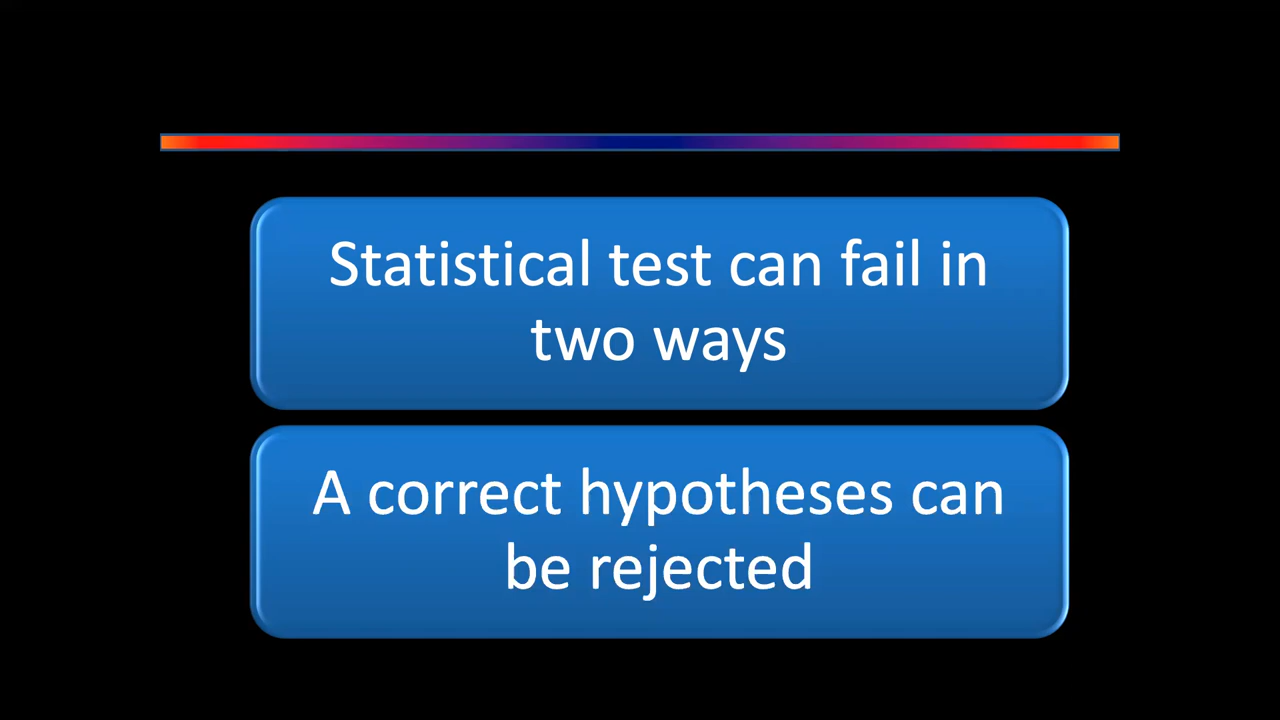 Statistical test can fail in
two ways
A correct hypotheses can
be rejected